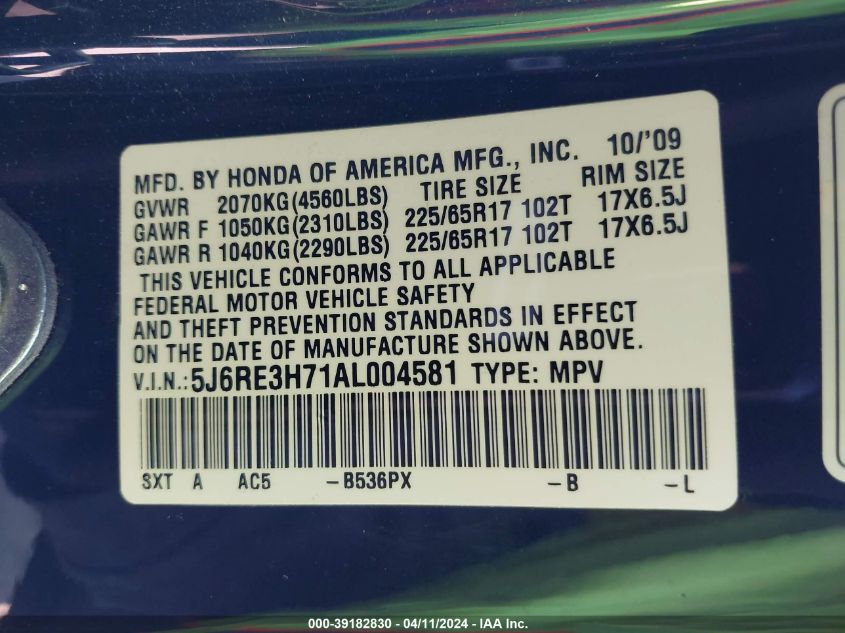 MFD. BY HONDA OF AMERICA MFG., INC. 10/'09
GVWR 2070KG(4560LBS) TIRE SIZE RIM SIZE
GAWR F 1050KG(2310LBS) 225/65R17 102T 17X6.5J
GAWR R 1040KG(2290LBS) 225/65R17 102T 17X6.5J
THIS VEHICLE CONFORMS TO ALL APPLICABLE
FEDERAL MOTOR VEHICLE SAFETY
AND THEFT PREVENTION STANDARDS IN EFFECT
ON THE DATE OF MANUFACTURE SHOWN ABOVE.
V.I.N.:5J6RE3H71AL004581 TYPE: MPV
SXT A AC5 -B536PX -B -L
000-39182830 - 04/11/2024 - IAA Inc.